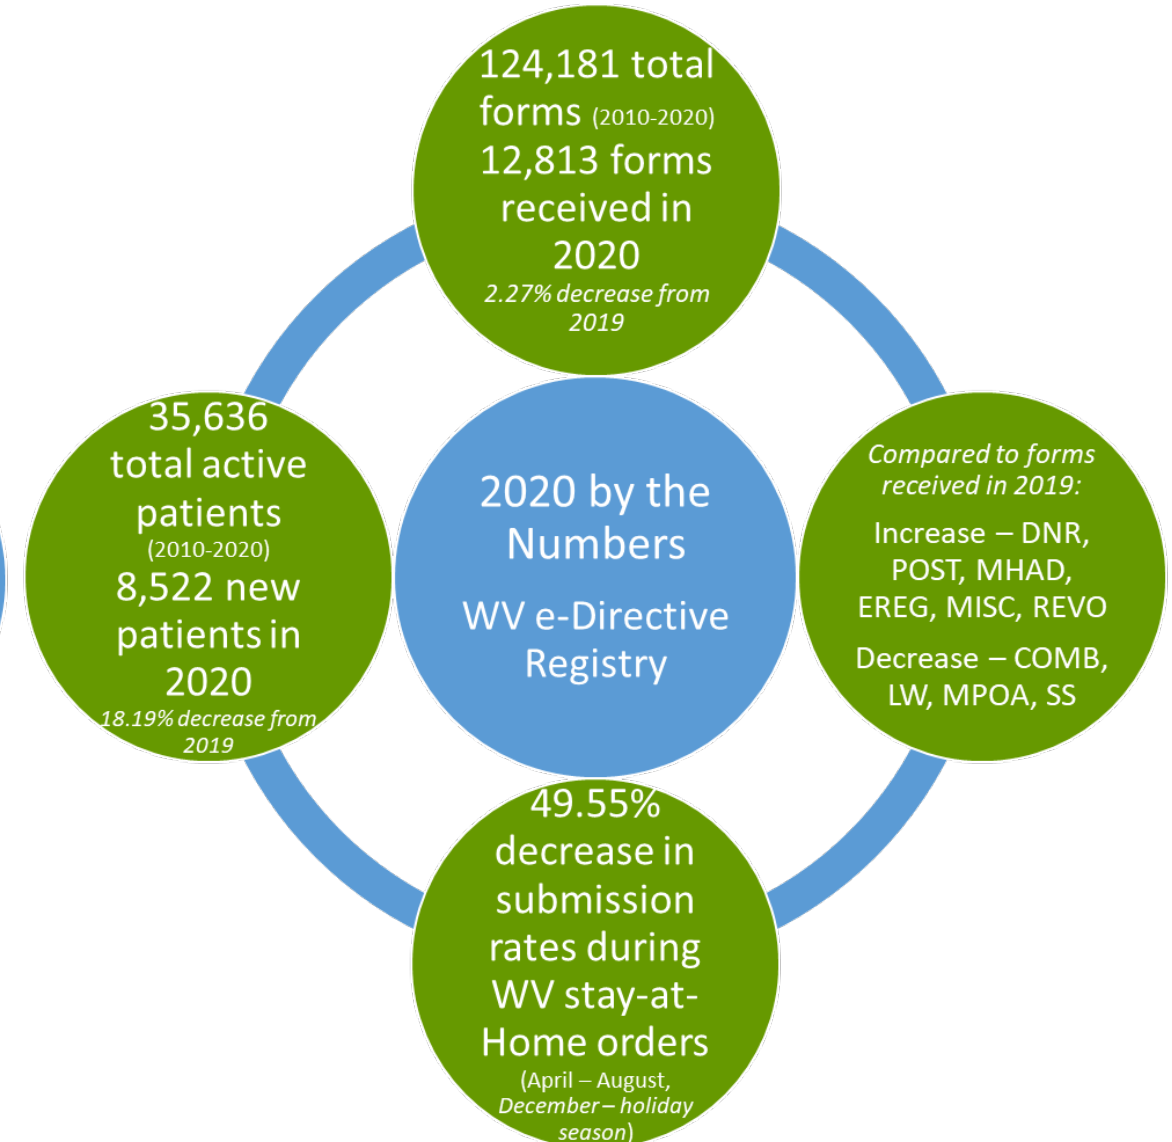 124,181 total
forms (2010-2020)
12,813 forms
received in
2020
2.27% decrease from
2019
35,636
total active
patients
(2010-2020)
8,522 new
patients in
2020
18.19% decrease from
2019
2020 by the
Numbers
WV e-Directive
Registry
Compared to forms
received in 2019:
Increase – DNR,
POST, MHAD,
EREG, MISC, REVO
Decrease – COMB,
LW, MPOA, SS
49.55%
decrease in
submission
rates during
WV stay-at-
Home orders
(April – August,
December – holiday
season)